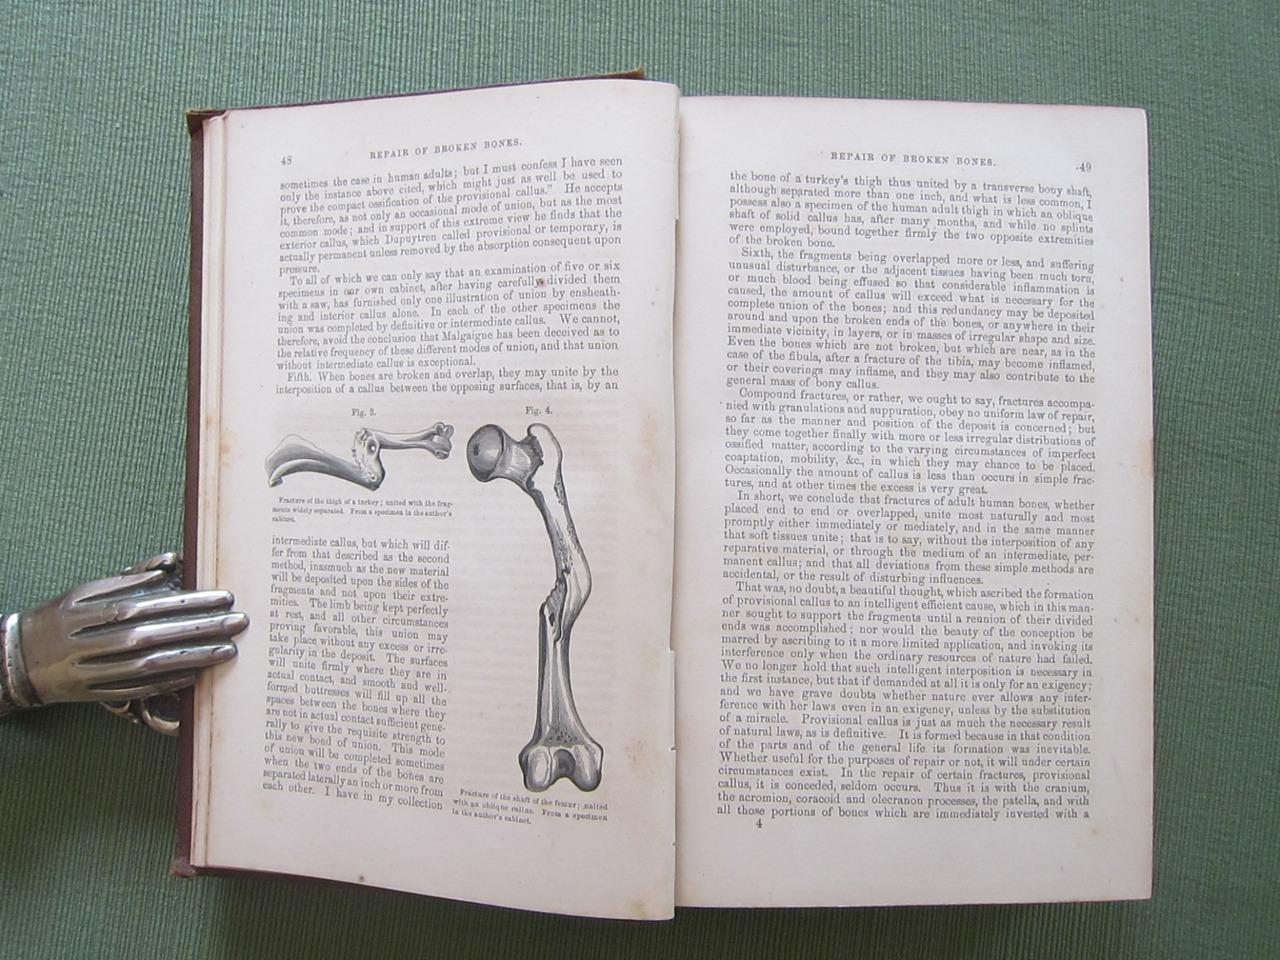 48
REPAIR OF BROKEN BONES.
sometimes the case in human adults; but I must confess I have seen
only the instance above cited, which might just as well be used to
prove the compact ossification of the provisional callus." He accepts
it, therefore, as not only an occasional mode of union, but as the most
common mode; and in support of this extreme view he finds that the
exterior callus, which Dupuytren called provisional or temporary, is
actually permanent unless removed by the absorption consequent upon
pressure.
To all of which we can only say that an examination of five or six
specimens in our own cabinet, after having carefully divided them
with a saw, has furnished only one illustration of union by ensheath-
ing and interior callus alone. In each of the other specimens the
union was completed by definitive or intermediate callus. We cannot,
therefore, avoid the conclusion that Malgaigne has been deceived as to
the relative frequency of these different modes of union, and that union
without intermediate callus is exceptional.
Fifth. When bones are broken and overlap, they may unite by the
interposition of a callus between the opposing surfaces, that is, by an
Fig. 3.
Fracture of the thigh of a turkey; united with the frag-
ments widely separated. From a specimen in the author's
cabinet.
intermediate callus, but which will dif-
fer from that described as the second
method, inasmuch as the new material
will be deposited upon the sides of the
fragments and not upon their extre-
mities. The limb being kept perfectly
at rest, and all other circumstances
proving favorable, this union may
take place without any excess or irre-
gularity in the deposit. The surfaces
will unite firmly where they are in
actual contact, and smooth and well-
formed buttresses will fill up all the
spaces between the bones where they
are not in actual contact sufficient gene-
rally to give the requisite strength to
this new bond of union. This mode
of union will be completed sometimes
when the two ends of the bones are
separated laterally an inch or more from
each other. I have in my collection
Fig. 4.
Fracture of the shaft of the femur; united
with an oblique callus. From a specimen
in the author's cabinet.
REPAIR OF BROKEN BONES.
49
the bone of a turkey's thigh thus united by a transverse bony shaft,
although separated more than one inch, and what is less common, I
possess also a specimen of the human adult thigh in which an oblique
shaft of solid callus has, after many months, and while no splints
were employed, bound together firmly the two opposite extremities
of the broken bone.
Sixth, the fragments being overlapped more or less, and suffering
unusual disturbance, or the adjacent tissues having been much torn,
or much blood being effused so that considerable inflammation is
caused, the amount of callus will exceed what is necessary for the
complete union of the bones; and this redundancy may be deposited
around and upon the broken ends of the bones, or anywhere in their
immediate vicinity, in layers, or in masses of irregular shape and size.
Even the bones which are not broken, but which are near, as in the
case of the fibula, after a fracture of the tibia, may become inflamed,
or their coverings may inflame, and they may also contribute to the
general mass of bony callus.
Compound fractures, or rather, we ought to say, fractures accompa-
nied with granulations and suppuration, obey no uniform law of repair,
so far as the manner and position of the deposit is concerned; but
they come together finally with more or less irregular distributions of
ossified matter, according to the varying circumstances of imperfect
coaptation, mobility, &c., in which they may chance to be placed.
Occasionally the amount of callus is less than occurs in simple frac-
tures, and at other times the excess is very great.
In short, we conclude that fractures of adult human bones, whether
placed end to end or overlapped, unite most naturally and most
promptly either immediately or mediately, and in the same manner
that soft tissues unite; that is to say, without the interposition of any
reparative material, or through the medium of an intermediate, per-
manent callus; and that all deviations from these simple methods are
accidental, or the result of disturbing influences.
That was, no doubt, a beautiful thought, which ascribed the formation
of provisional callus to an intelligent efficient cause, which in this man-
ner sought to support the fragments until a reunion of their divided
ends was accomplished; nor would the beauty of the conception be
marred by ascribing to it a more limited application, and invoking its
interference only when the ordinary resources of nature had failed.
We no longer hold that such intelligent interposition is necessary in
the first instance, but that if demanded at all it is only for an exigency;
and we have grave doubts whether nature ever allows any inter-
ference with her laws even in an exigency, unless by the substitution
of a miracle. Provisional callus is just as much the necessary result
of natural laws, as is definitive. It is formed because in that condition
of the parts and of the general life its formation was inevitable.
Whether useful for the purposes of repair or not, it will under certain
circumstances exist. In the repair of certain fractures, provisional
callus, it is conceded, seldom occurs. Thus it is with the cranium,
the acromion, coracoid and olecranon processes, the patella, and with
all those portions of bones which are immediately invested with a
4